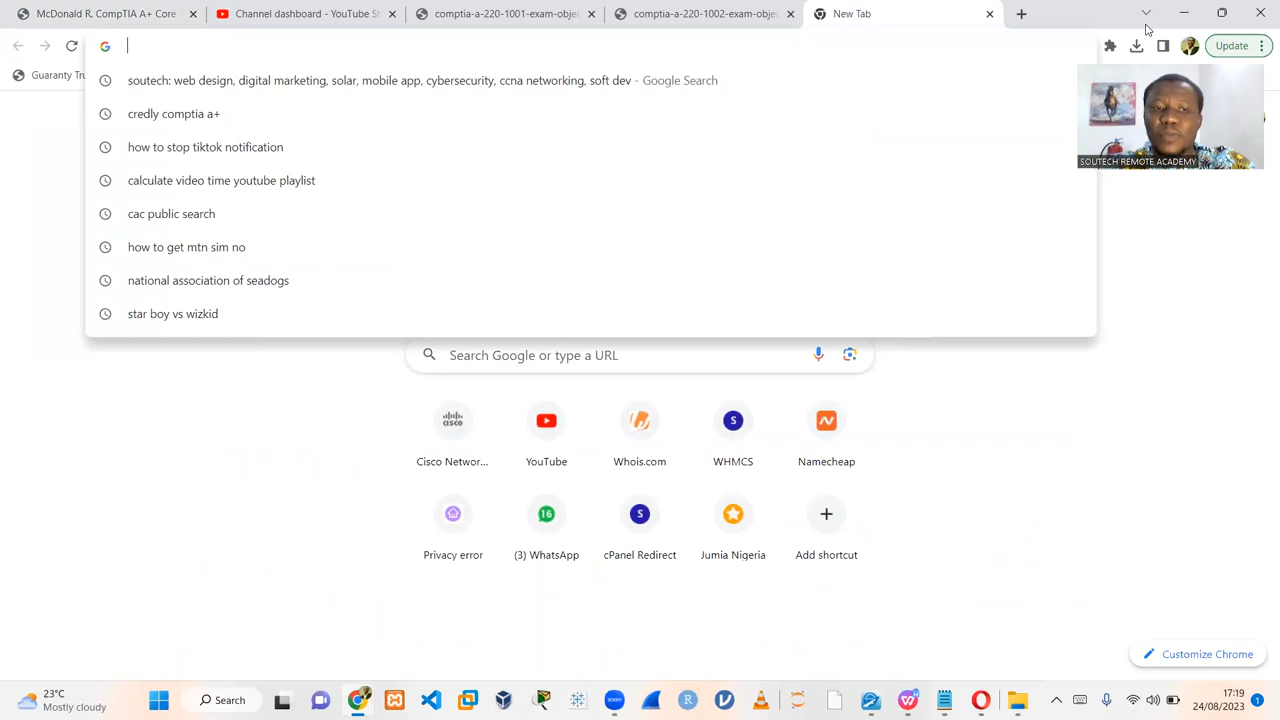 McDonald R. CompTIA A+ Core
Channel dashboard - YouTube St
comptia-a-220-1001-exam-obje
comptia-a-220-1002-exam-obje
New Tab
Update
Guaranty Tru
soutech: web design, digital marketing, solar, mobile app, cybersecurity, ccna networking, soft dev - Google Search
credly comptia a+
how to stop tiktok notification
calculate video time youtube playlist
cac public search
how to get mtn sim no
national association of seadogs
star boy vs wizkid
SOUTECH REMOTE ACADEMY
Search Google or type a URL
Cisco Networ...
YouTube
Whois.com
WHMCS
Namecheap
Privacy error
(3) WhatsApp
cPanel Redirect
Jumia Nigeria
Add shortcut
Customize Chrome
23°C
Mostly cloudy
Search
17:19
24/08/2023